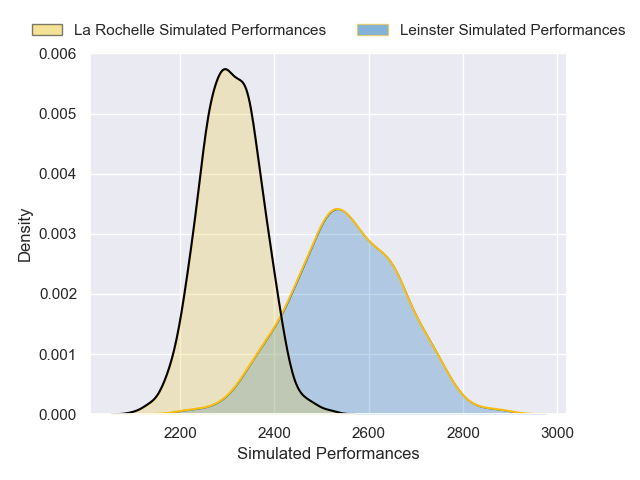 La Rochelle Simulated Performances Leinster Simulated Performances
0.006
0.005
0.004
0.003
0.002
0.001
0.000
Density
2200 2400 2600 2800 3000
Simulated Performances